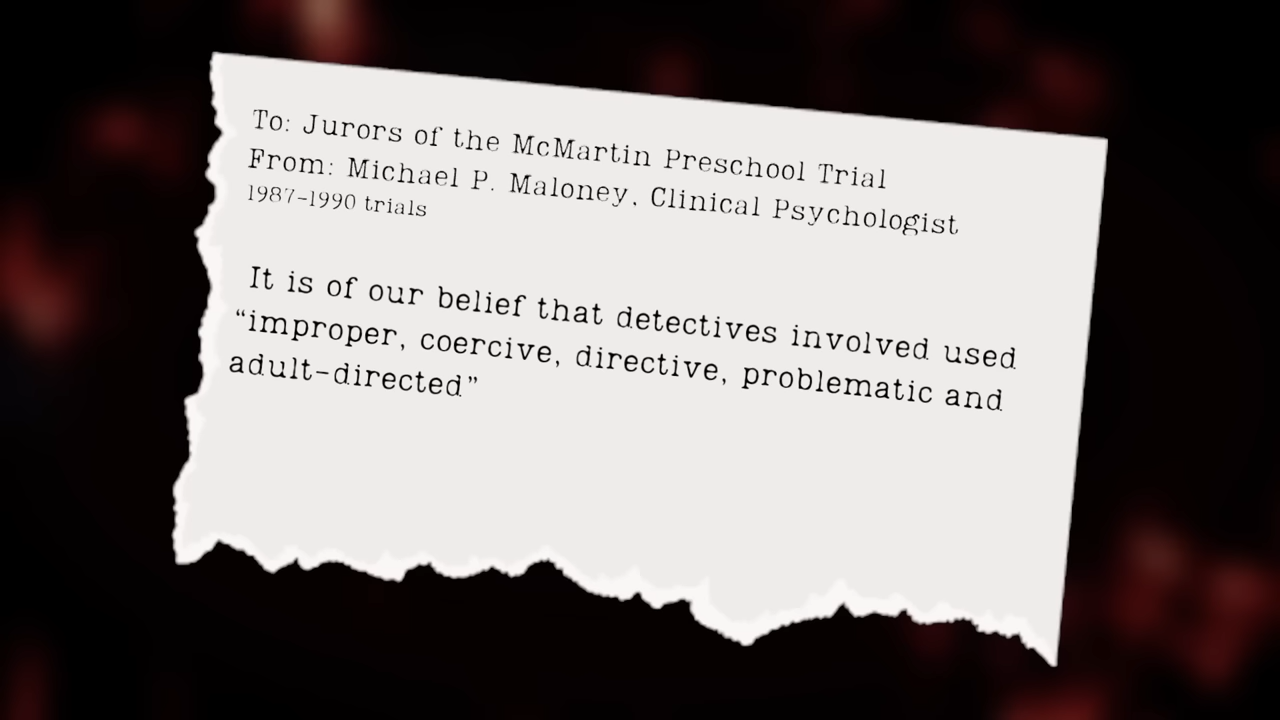 To: Jurors of the McMartin Preschool Trial
From: Michael P. Maloney, Clinical Psychologist
1987-1990 trials
It is of our belief that detectives involved used
“improper, coercive, directive, problematic and
adult-directed”